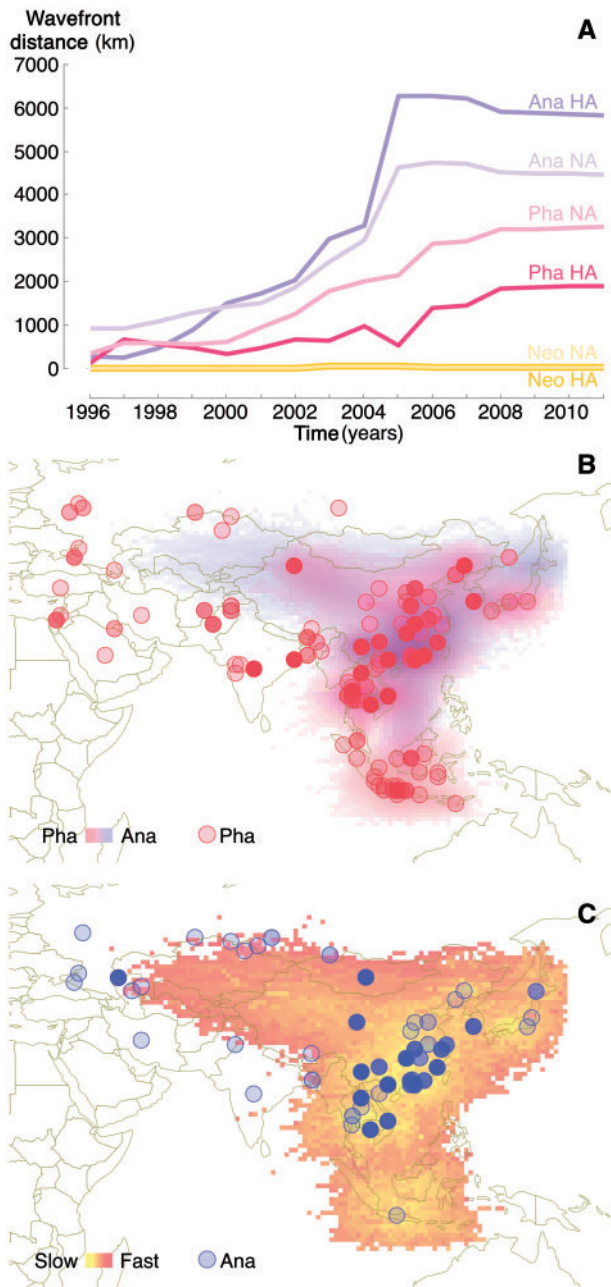 Wavefront
distance (km)
A
7000
6000
5000
4000
3000
2000
1000
0
Ana HA
Ana NA
Pha NA
Pha HA
Neo NA
Neo HA
1996 1998 2000 2002 2004 2006 2008 2010
Time (years)
B
Pha Ana Pha
C
Slow Fast Ana